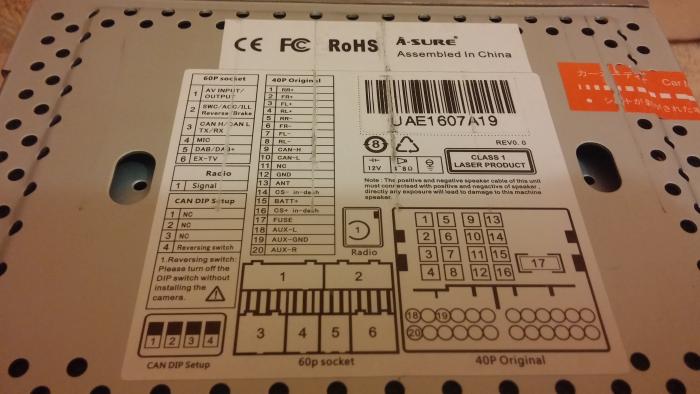 CE FC RoHS A-SURE®
Assembled In China
60P socket
1 AV INPUT/
OUTPUT
2 SWC/ACC/ILL
Reverse/Brake
3 CAN H/CAN L
TX/RX
4 MIC
5 DAB/DAB+
6 EX-TV
Radio
1 Signal
CAN DIP Setup
1 NC
2 NC
3 NC
4 Reversing switch
1.Reversing switch:
Please turn off the
DIP switch without
installing the
camera.
1 2 3 4
CAN DIP Setup
40P Original
1 RR+
2 FR+
3 FL+
4 RL+
5 RR-
6 FR-
7 FL-
8 RL-
9 CAN-H
10 CAN-L
11 NC
12 GND
13 ANT
14 CS- in-dash
15 BATT+
16 CS+ in-dash
17 FUSE
18 AUX-L
19 AUX-GND
20 AUX-R
UAE1607A19
REV0.0
8
12V
CLASS 1
LASER PRODUCT
Note : The positive and negative speaker cable of this unit
must connected with positive and negactive of speaker ,
directly any exposure will lead to damage to this machine
speaker.
1
Radio
1 2
3 4 5 6
60p socket
1 5 9 13
2 6 10 14
3 7 11 15
4 8 12 16
17
18 19
20
40P Original
Car